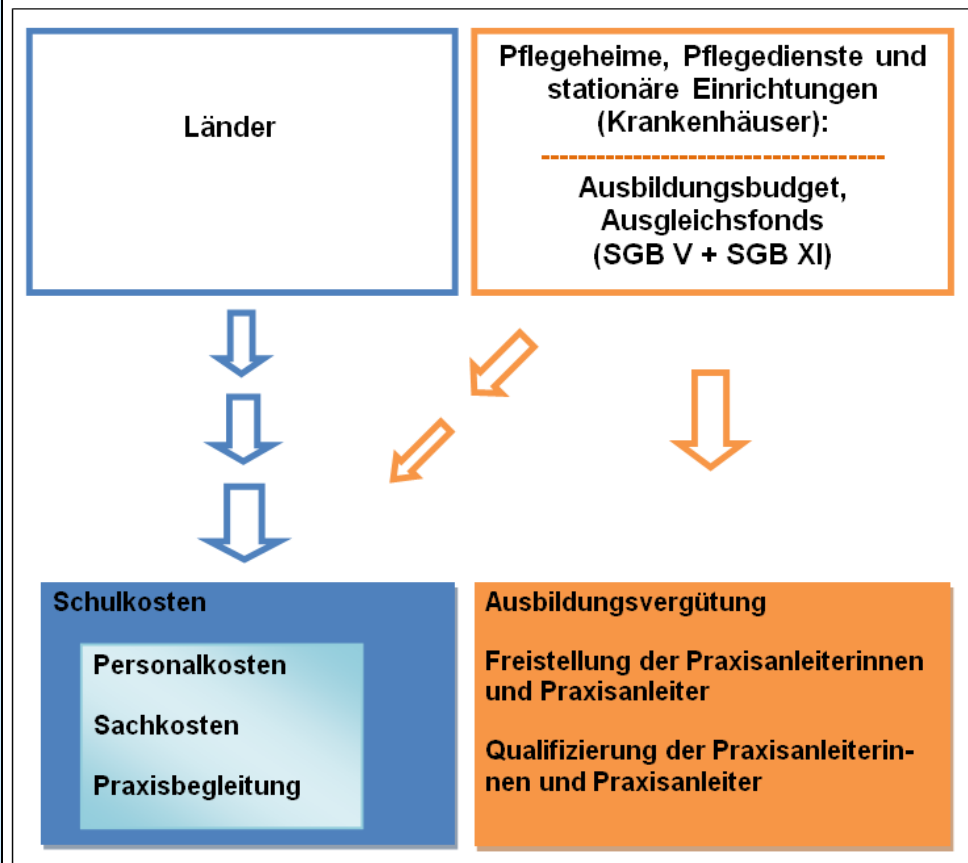 Länder
Pflegeheime, Pflegedienste und
stationäre Einrichtungen
(Krankenhäuser):
Ausbildungsbudget,
Ausgleichsfonds
(SGB V + SGB XI)
Schulkosten
Personalkosten
Sachkosten
Praxisbegleitung
Ausbildungsvergütung
Freistellung der Praxisanleiterinnen
und Praxisanleiter
Qualifizierung der Praxisanleiterin-
nen und Praxisanleiter